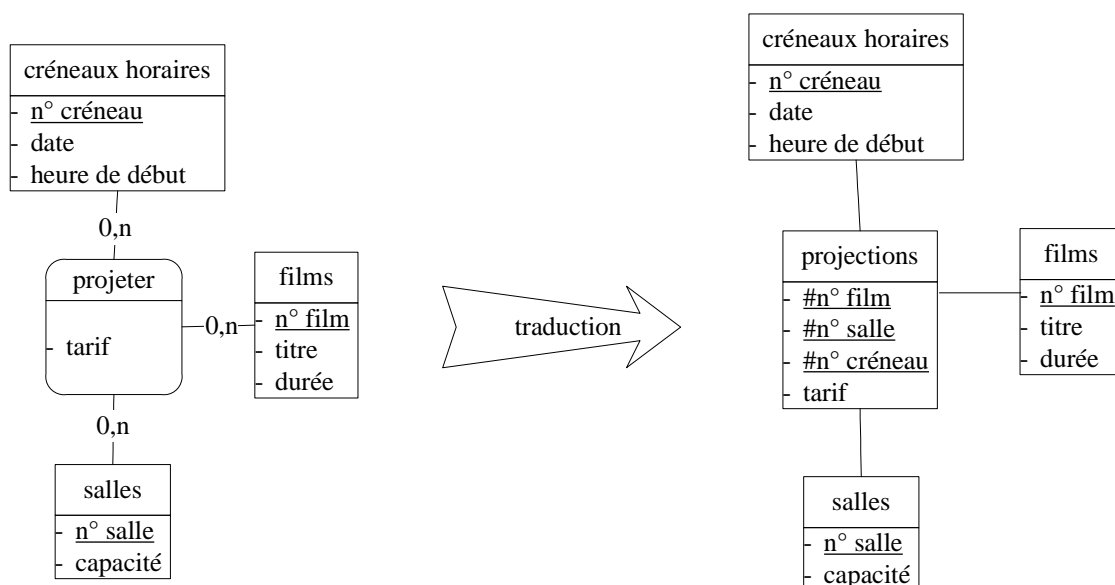 créneaux horaires
- n° créneau
- date
- heure de début
0,n
projeter
- tarif
0,n
films
- n° film
- titre
- durée
0,n
salles
- n° salle
- capacité
traduction
créneaux horaires
- n° créneau
- date
- heure de début
projections
- #n° film
- #n° salle
- #n° créneau
- tarif
films
- n° film
- titre
- durée
salles
- n° salle
- capacité